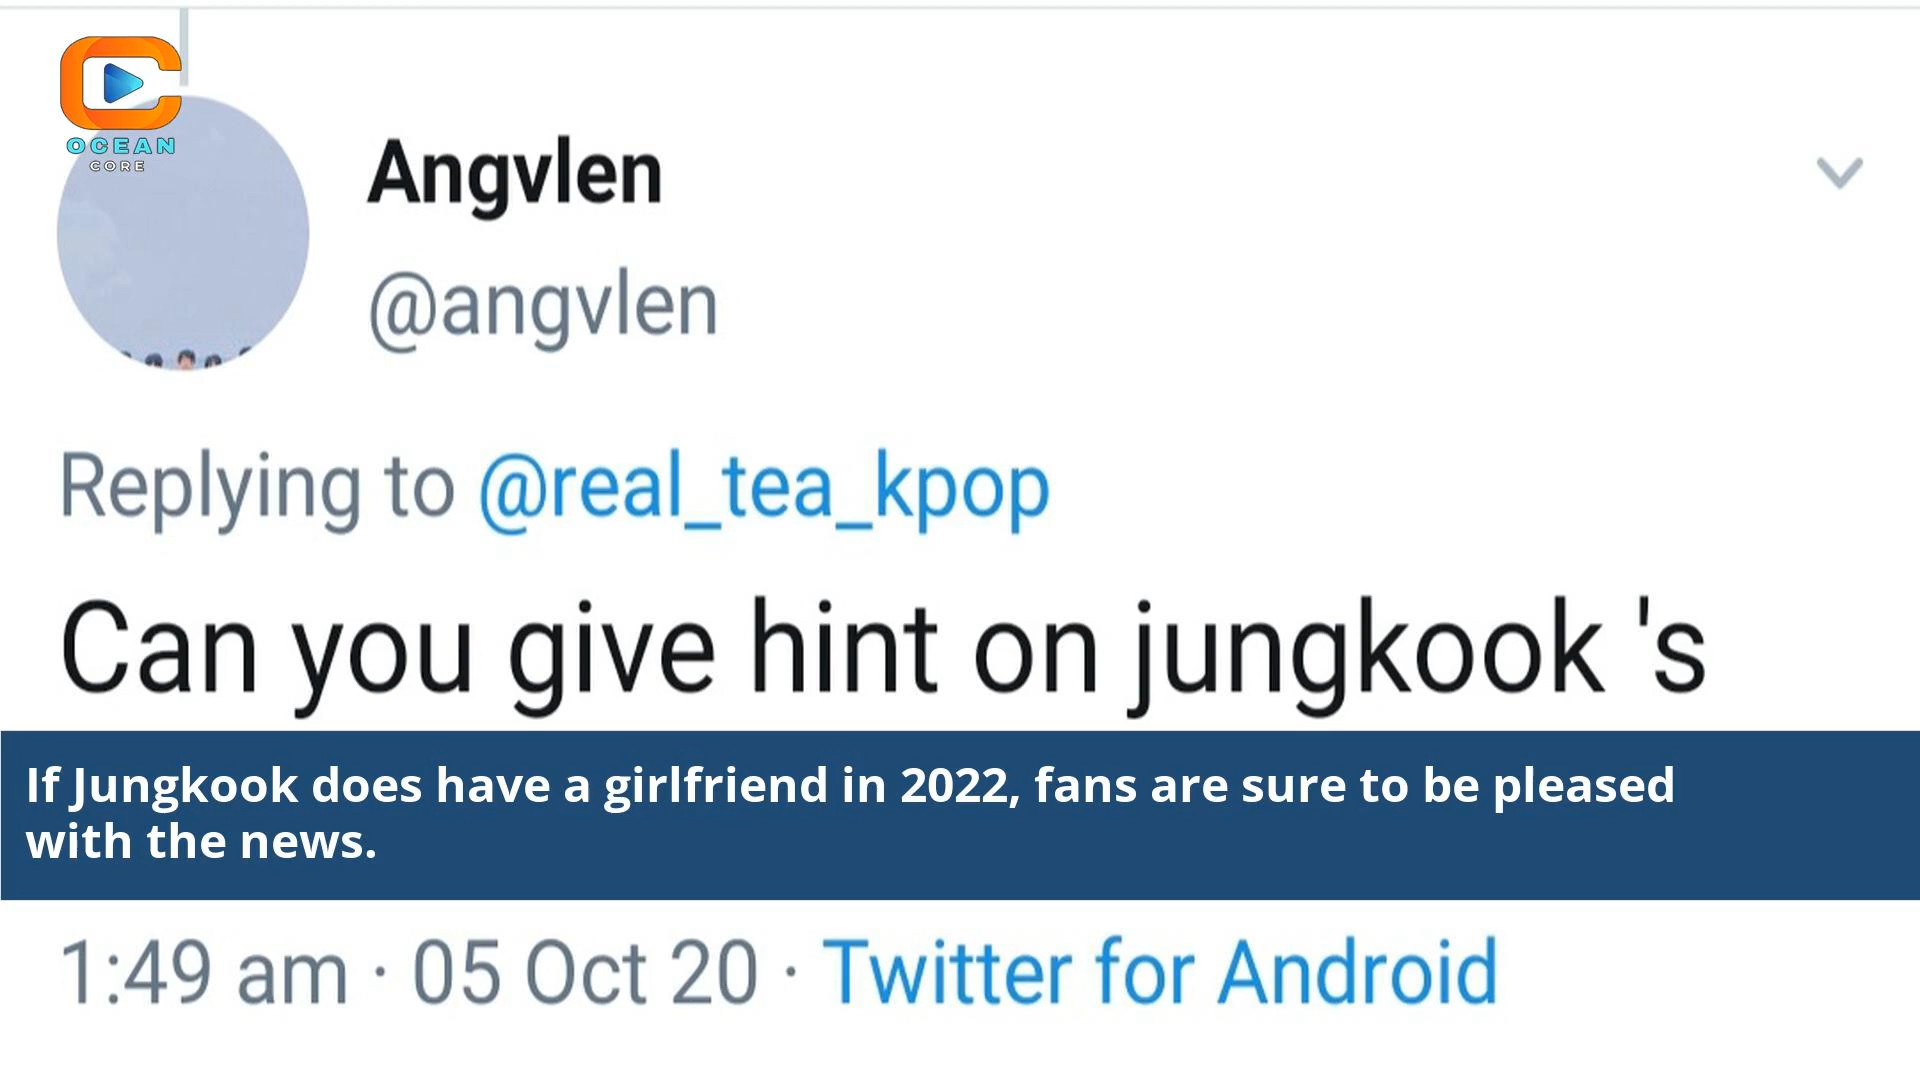 OCEAN
CORE
Angvlen
@angvlen
Replying to @real_tea_kpop
Can you give hint on jungkook 's
If Jungkook does have a girlfriend in 2022, fans are sure to be pleased
with the news.
1:49 am · 05 Oct 20 · Twitter for Android